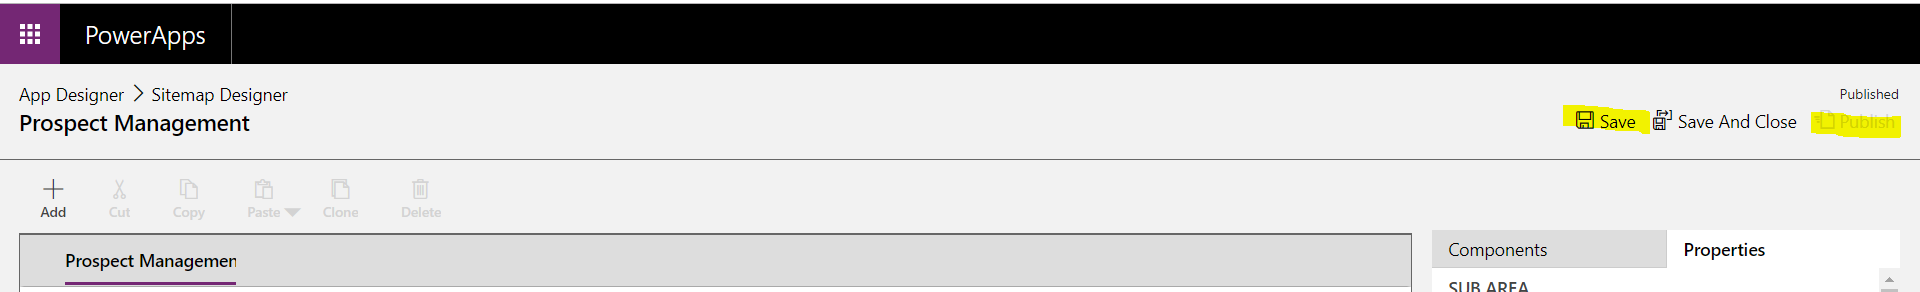 PowerApps
App Designer > Sitemap Designer
Published
Prospect Management
Save Save And Close Publish
Add Cut Copy Paste Clone Delete
Prospect Managemen
Components Properties
SUB AREA